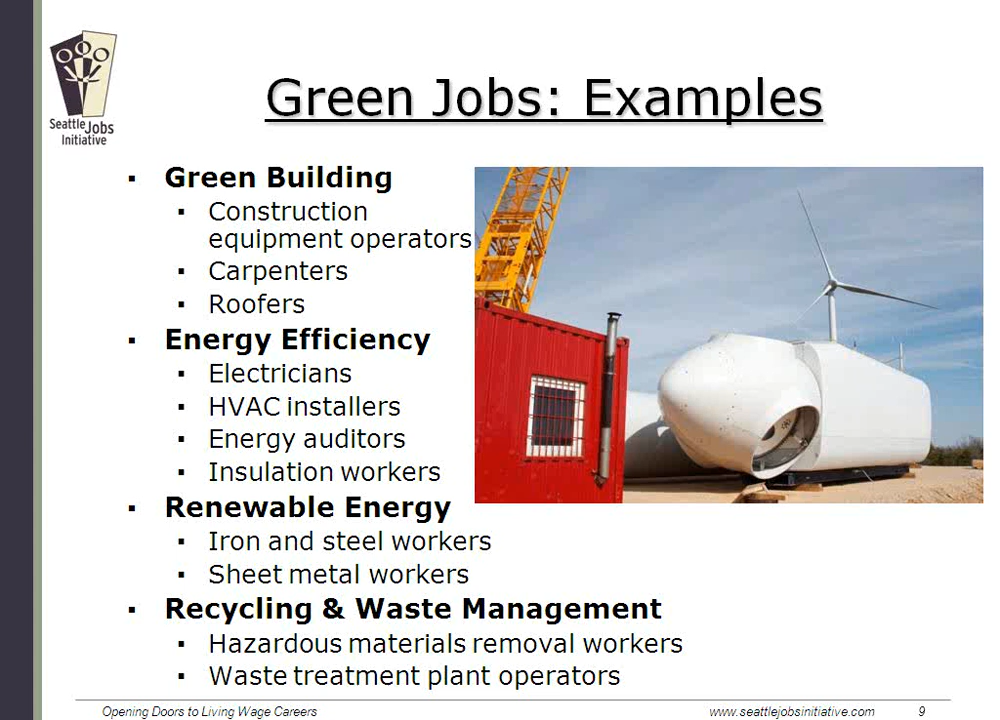 Seattle Jobs
Initiative
Green Jobs: Examples
▪ Green Building
▪ Construction
equipment operators
▪ Carpenters
▪ Roofers
▪ Energy Efficiency
▪ Electricians
▪ HVAC installers
▪ Energy auditors
▪ Insulation workers
▪ Renewable Energy
▪ Iron and steel workers
▪ Sheet metal workers
▪ Recycling & Waste Management
▪ Hazardous materials removal workers
▪ Waste treatment plant operators
Opening Doors to Living Wage Careers www.seattlejobsinitiative.com 9